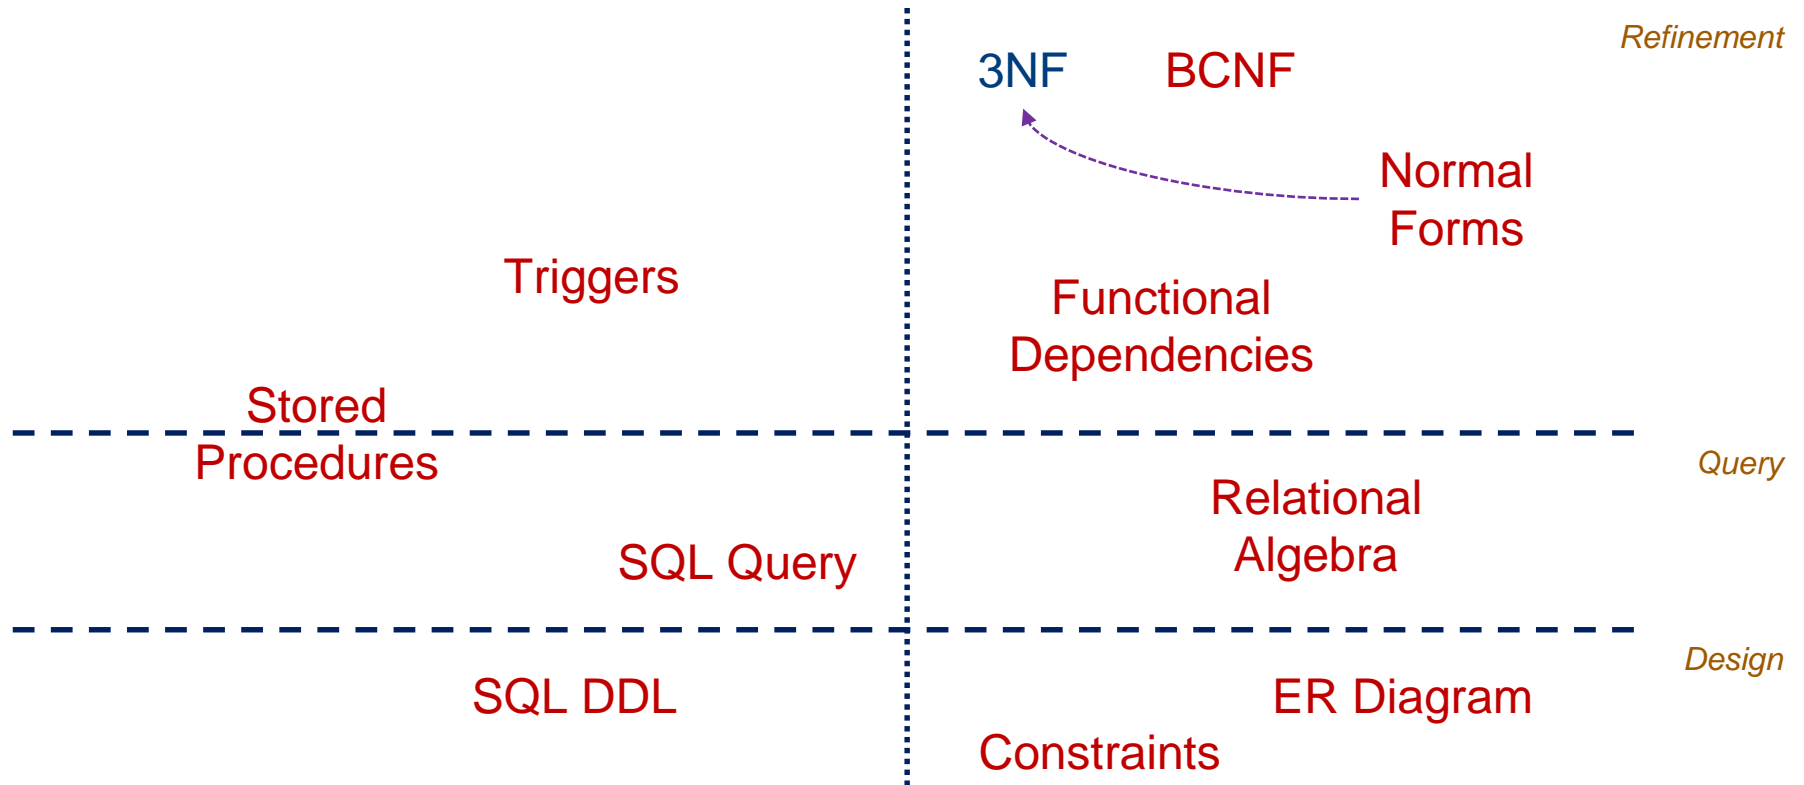 Refinement
3NF
BCNF
Normal
Forms
Triggers
Functional
Dependencies
Stored
Procedures
Query
Relational
Algebra
SQL Query
Design
SQL DDL
ER Diagram
Constraints